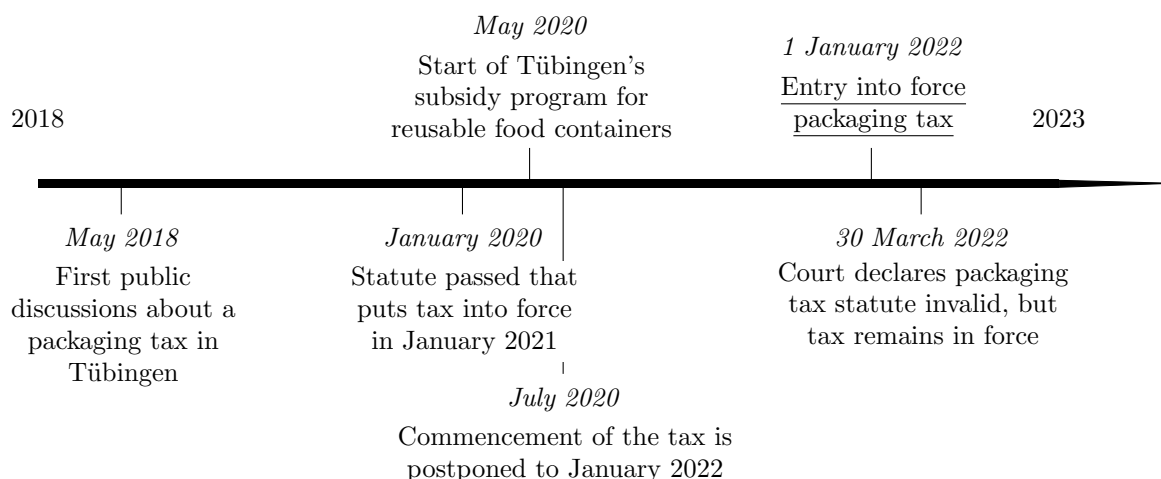 May 2020
Start of Tübingen's
subsidy program for
reusable food containers
1 January 2022
Entry into force
packaging tax
2018
2023
May 2018
First public
discussions about a
packaging tax in
Tübingen
January 2020
Statute passed that
puts tax into force
in January 2021
30 March 2022
Court declares packaging
tax statute invalid, but
tax remains in force
July 2020
Commencement of the tax is
postponed to January 2022